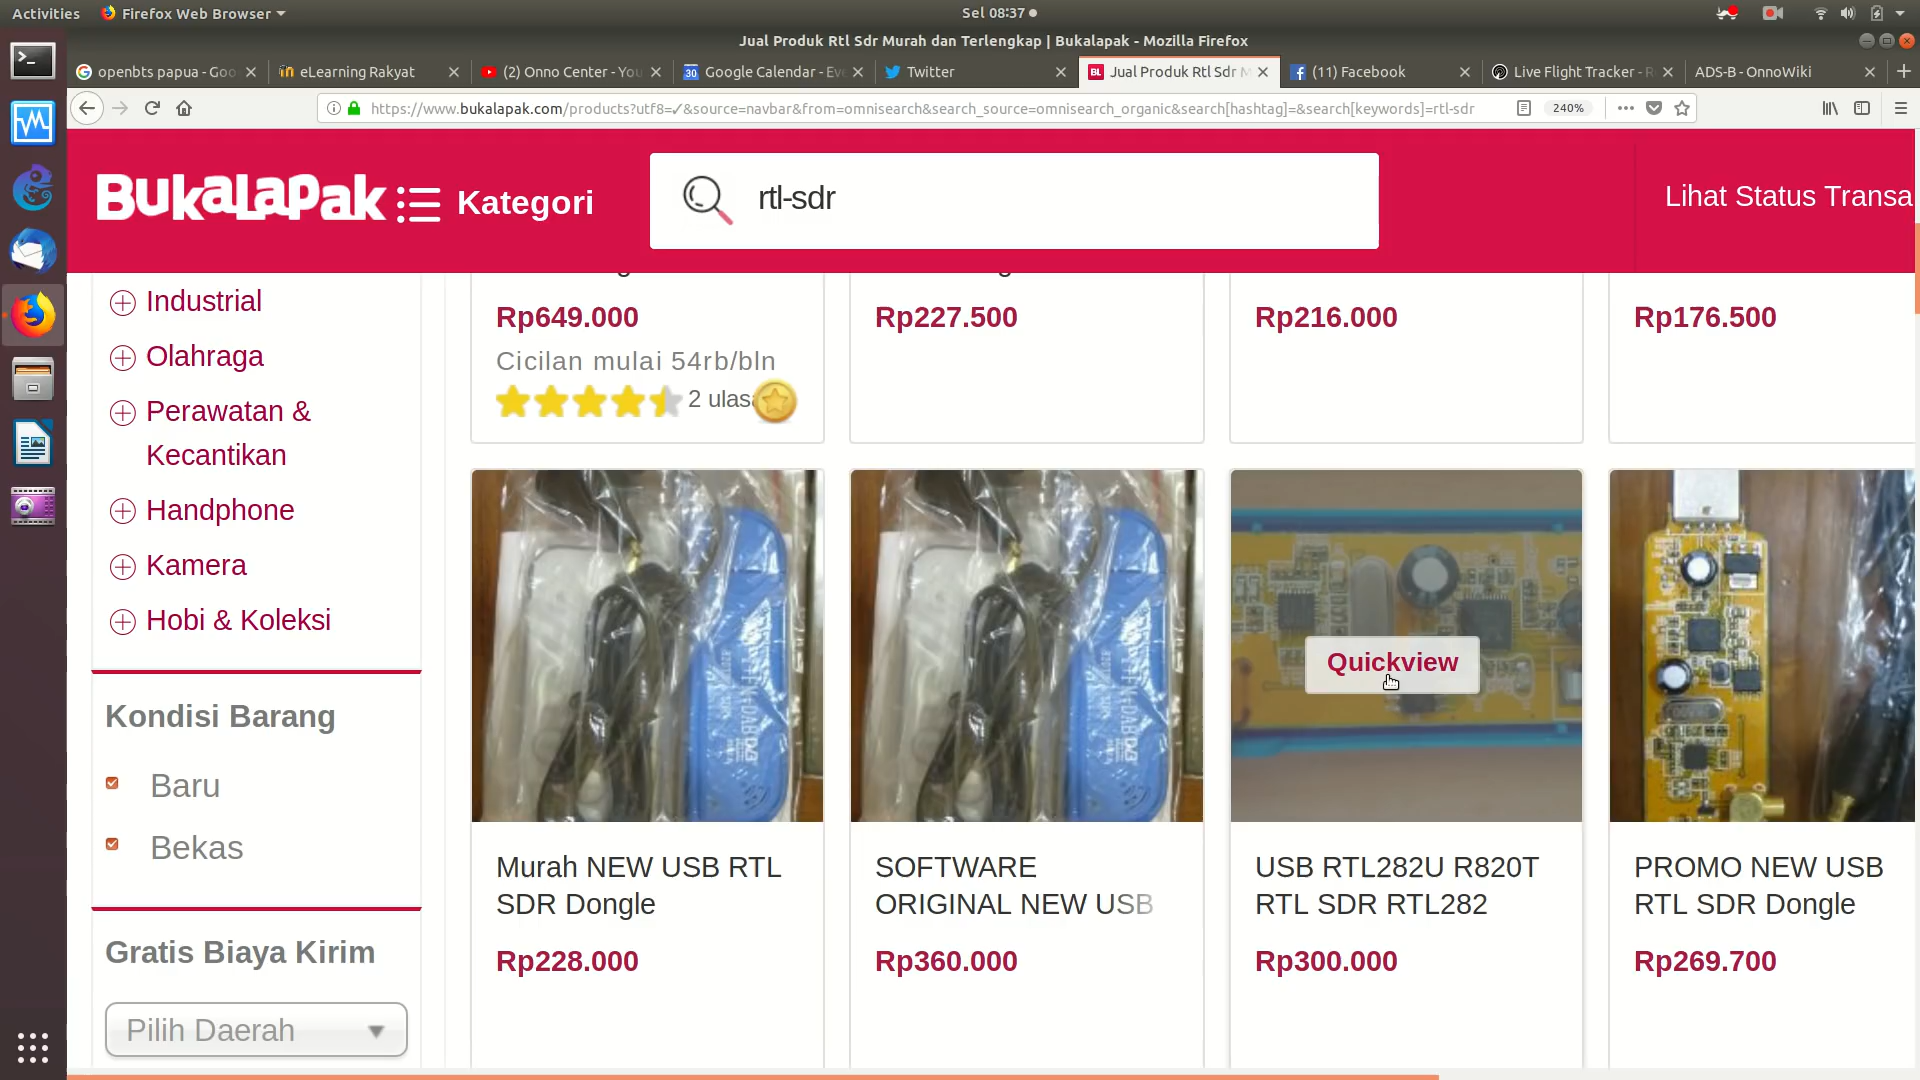 Activities
Firefox Web Browser
Sel 08:37
Jual Produk Rtl Sdr Murah dan Terlengkap | Bukalapak - Mozilla Firefox
openbts papua - Goo
eLearning Rakyat
(2) Onno Center - You
Google Calendar - Eve
Twitter
Jual Produk Rtl Sdr M
(11) Facebook
Live Flight Tracker - R
ADS-B - OnnoWiki
https://www.bukalapak.com/products?utf8=✓&source=navbar&from=omnisearch&search_source=omnisearch_organic&search[hashtag]=&search[keywords]=rtl-sdr
240%
BukaLapak
Kategori
rtl-sdr
Lihat Status Transa
Industrial
Olahraga
Perawatan &
Kecantikan
Handphone
Kamera
Hobi & Koleksi
Kondisi Barang
Baru
Bekas
Gratis Biaya Kirim
Pilih Daerah
Rp649.000
Cicilan mulai 54rb/bln
2 ulas
Rp227.500
Rp216.000
Rp176.500
Quickview
Murah NEW USB RTL
SDR Dongle
Rp228.000
SOFTWARE
ORIGINAL NEW USB
Rp360.000
USB RTL282U R820T
RTL SDR RTL282
Rp300.000
PROMO NEW USB
RTL SDR Dongle
Rp269.700